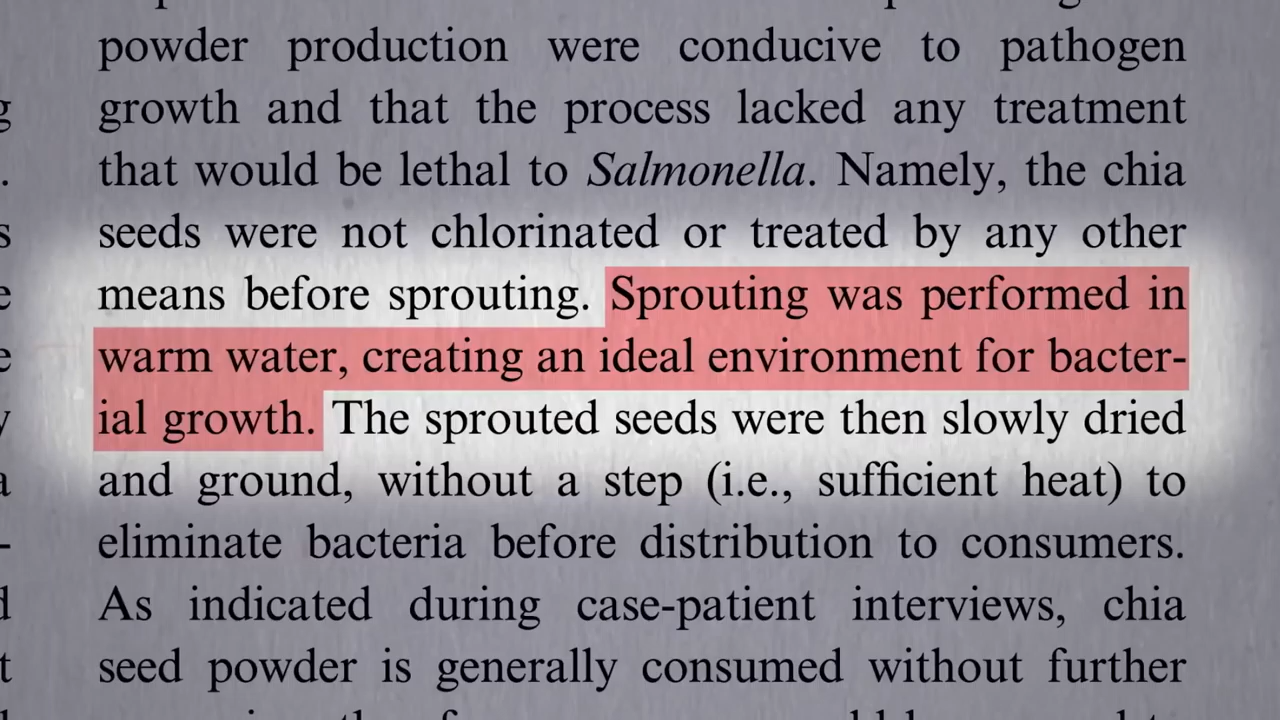 powder production were conducive to pathogen
growth and that the process lacked any treatment
that would be lethal to Salmonella. Namely, the chia
seeds were not chlorinated or treated by any other
means before sprouting. Sprouting was performed in
warm water, creating an ideal environment for bacter-
ial growth. The sprouted seeds were then slowly dried
and ground, without a step (i.e., sufficient heat) to
eliminate bacteria before distribution to consumers.
As indicated during case-patient interviews, chia
seed powder is generally consumed without further